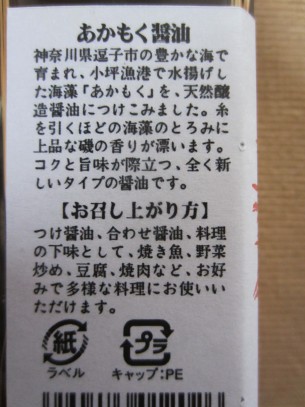 あかもく醤油
神奈川県逗子市の豊かな海で
育まれ、小坪漁港で水揚げし
た海藻「あかもく」を、天然醸
造醤油につけこみました。糸
を引くほどの海藻のとろみに
上品な磯の香りが漂います。
コクと旨味が際立つ、全く新
しいタイプの醤油です。
【お召し上がり方】
つけ醤油、合わせ醤油、料理
の下味として、焼き魚、野菜
炒め、豆腐、焼肉など、お好
みで多様な料理にお使いい
ただけます。
紙
ラベル
プラ
キャップ:PE